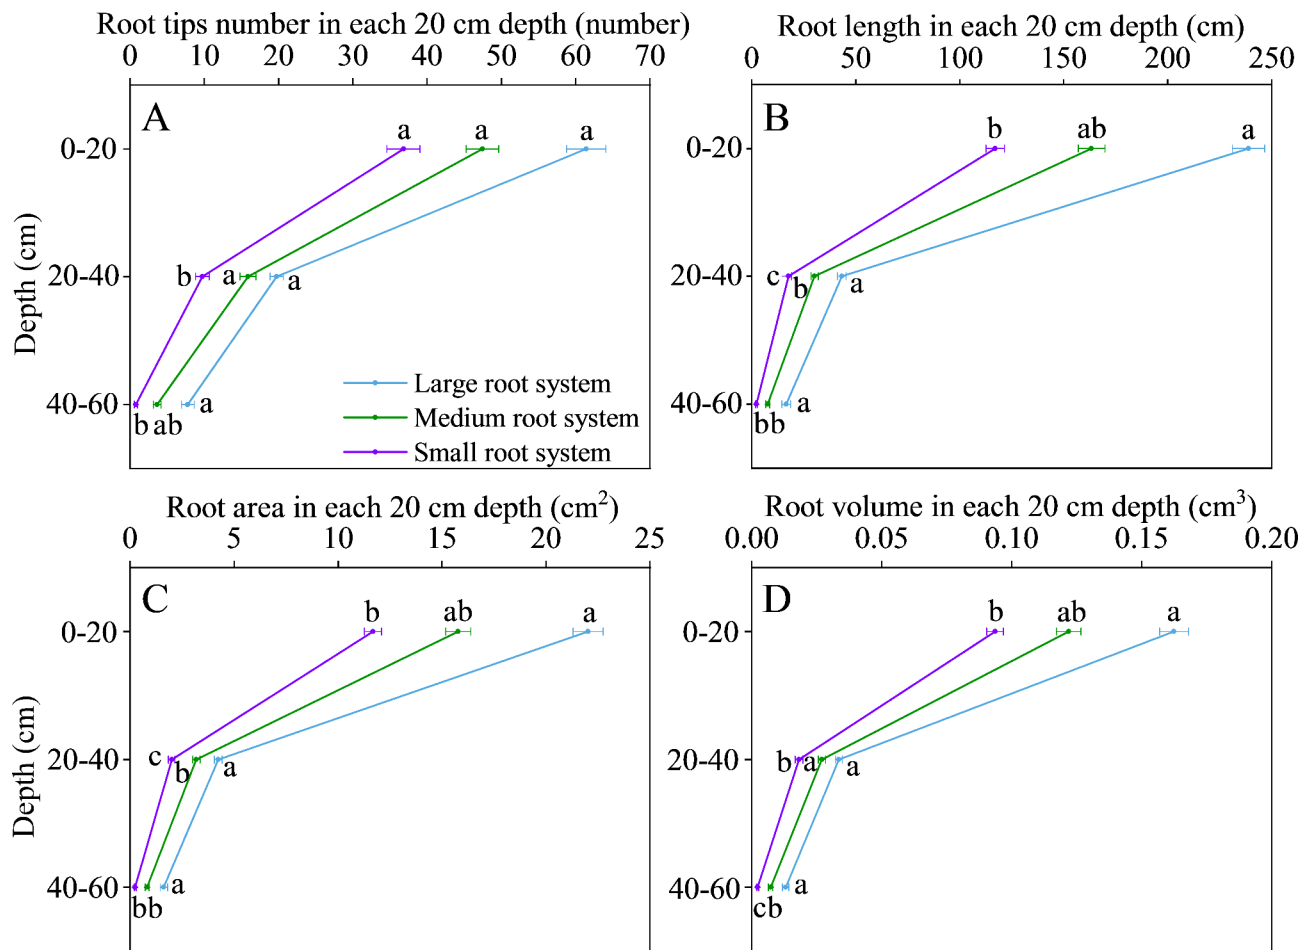 Root tips number in each 20 cm depth (number)
0 10 20 30 40 50 60 70
A
a a a
0-20
20-40
b a a
40-60
b ab a
Depth (cm)
Large root system
Medium root system
Small root system
Root length in each 20 cm depth (cm)
0 50 100 150 200 250
B
b ab a
0-20
20-40
c b a
40-60
bb a
Root area in each 20 cm depth (cm²)
0 5 10 15 20 25
C
b ab a
0-20
20-40
c b a
40-60
bb a
Depth (cm)
Root volume in each 20 cm depth (cm³)
0.00 0.05 0.10 0.15 0.20
D
b ab a
0-20
20-40
b a a
40-60
cb a